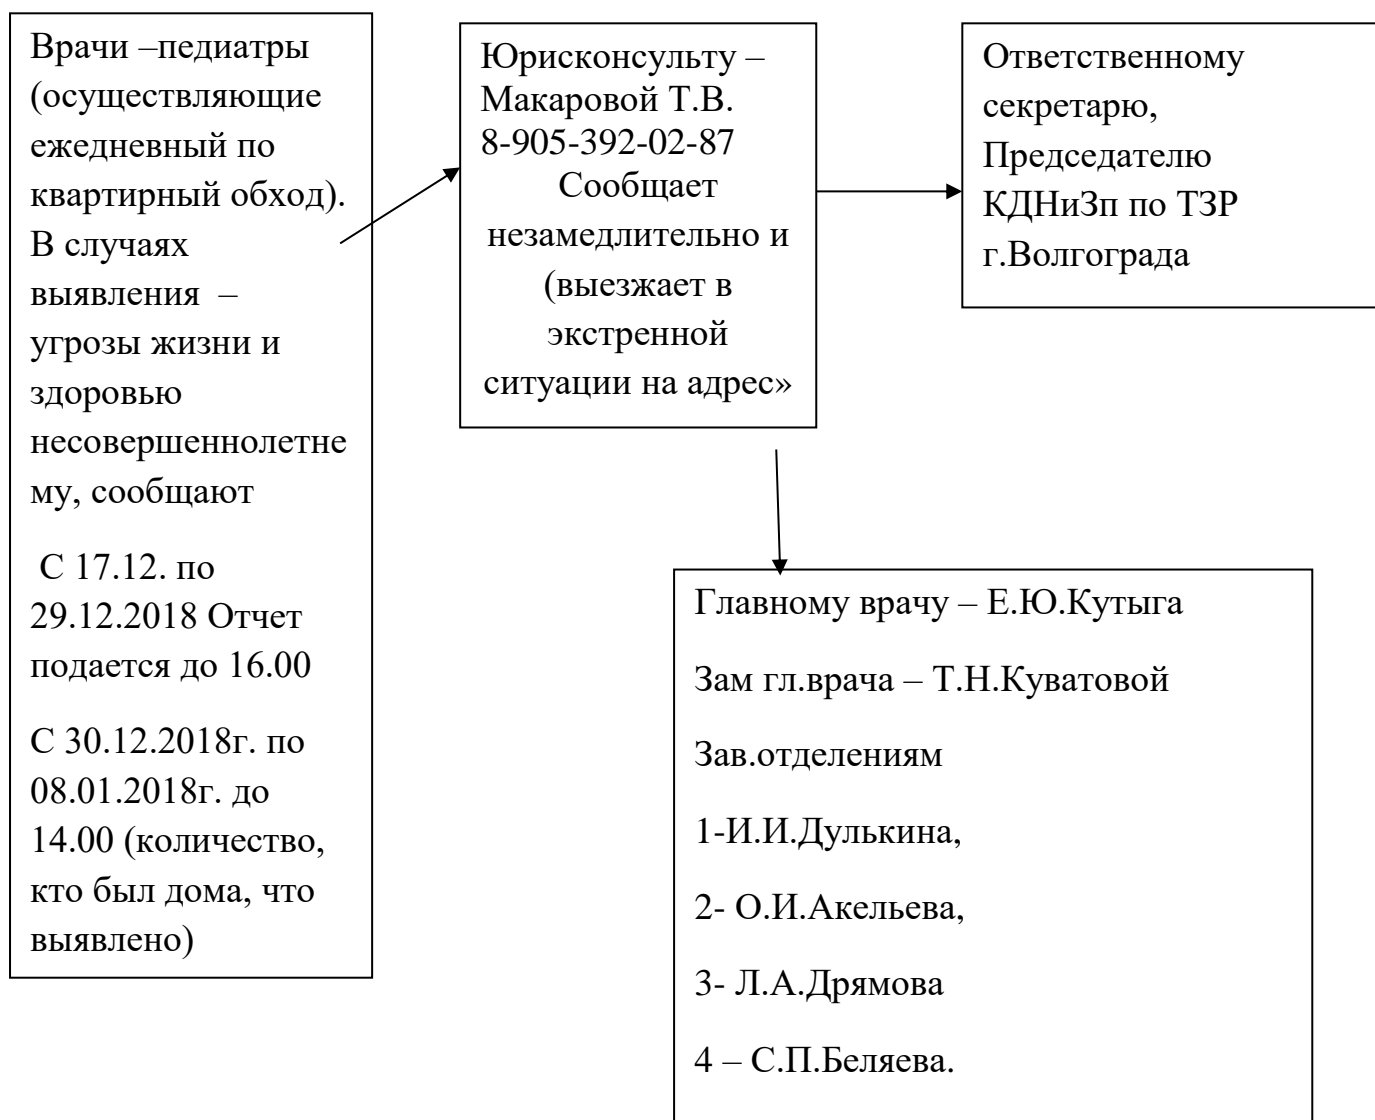 Врачи –педиатры
(осуществляющие
ежедневный по
квартирный обход).
В случаях
выявления –
угрозы жизни и
здоровью
несовершеннолетне
му, сообщают
С 17.12. по
29.12.2018 Отчет
подается до 16.00
С 30.12.2018г. по
08.01.2018г. до
14.00 (количество,
кто был дома, что
выявлено)
Юрисконсульту –
Макаровой Т.В.
8-905-392-02-87
Сообщает
незамедлительно и
(выезжает в
экстренной
ситуации на адрес»
Ответственному
секретарю,
Председателю
КДНиЗп по ТЗР
г.Волгограда
Главному врачу – Е.Ю.Кутыга
Зам гл.врача – Т.Н.Куватовой
Зав.отделениям
1-И.И.Дулькина,
2- О.И.Акельева,
3- Л.А.Дрямова
4 – С.П.Беляева.